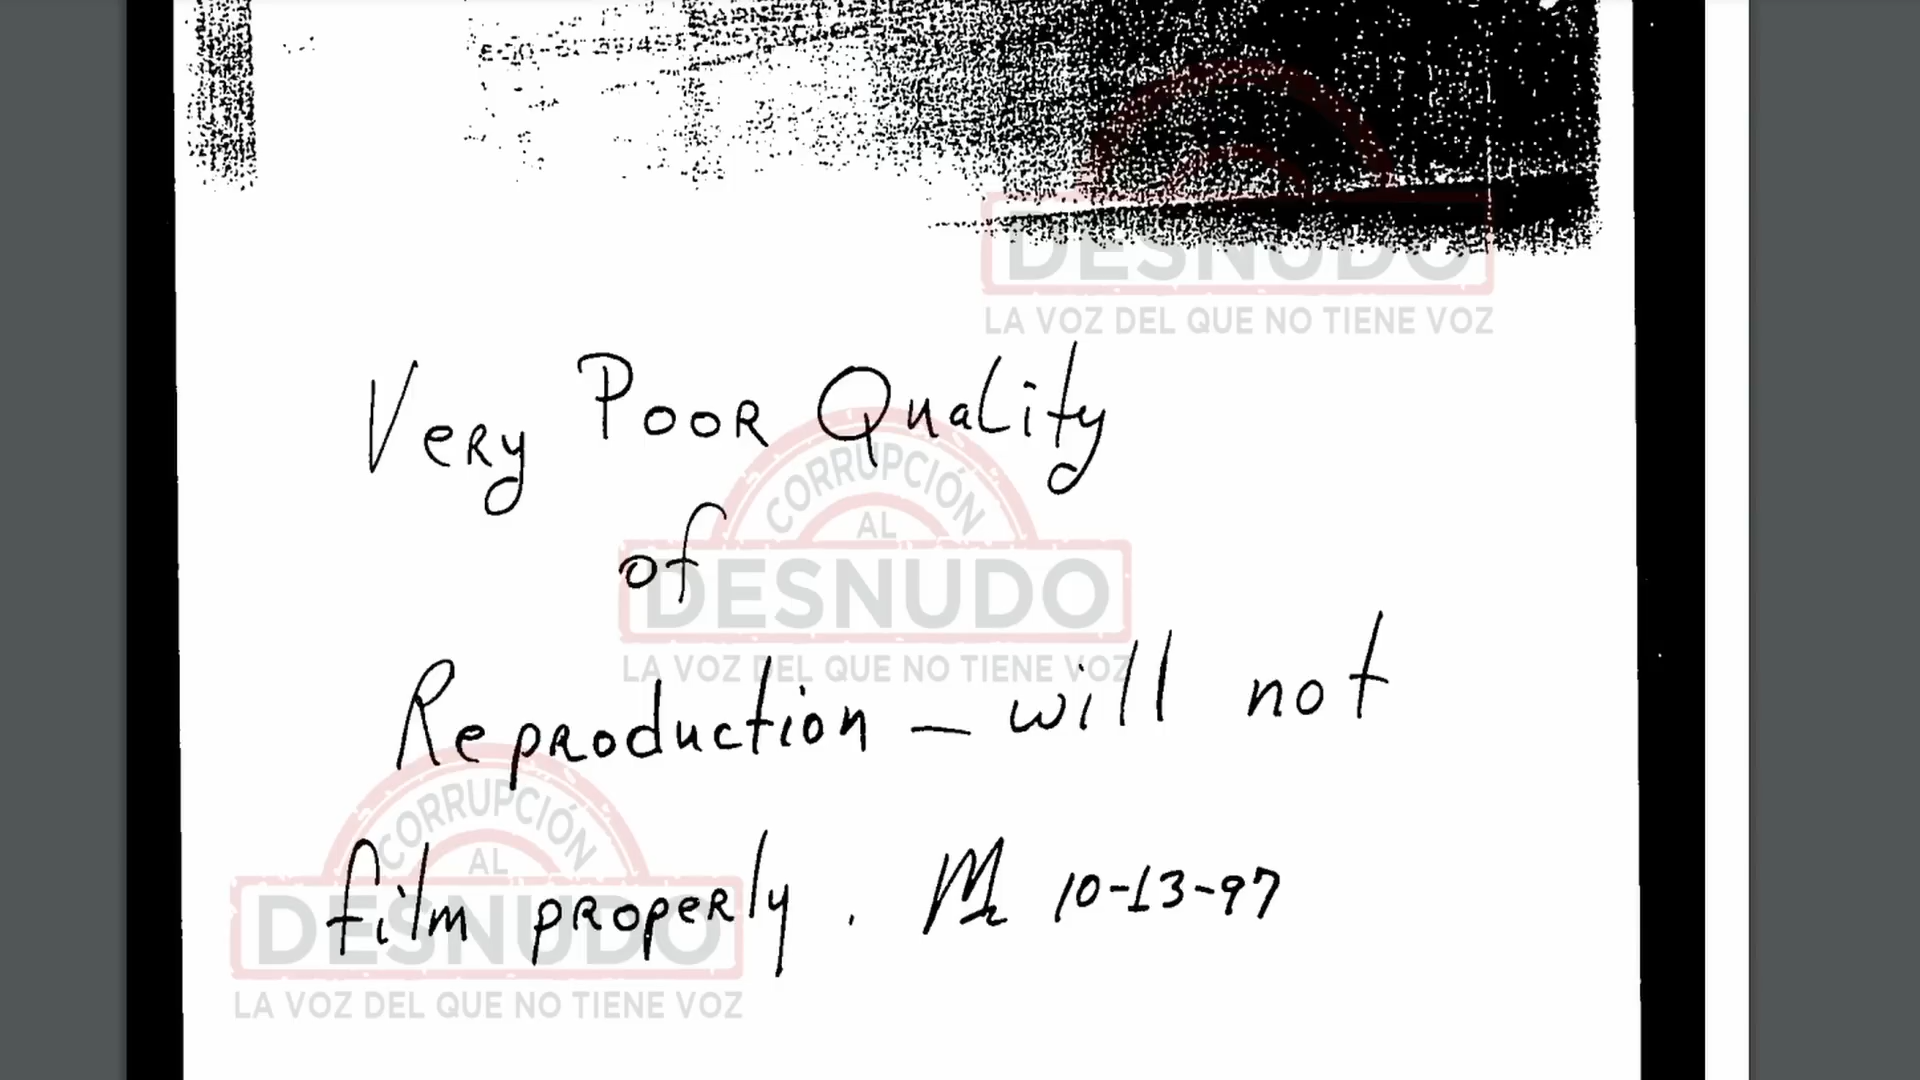 Very Poor Quality
of
Reproduction – will not
film properly. 10-13-97
DESNUDO
LA VOZ DEL QUE NO TIENE VOZ
CORRUPCIÓN
AL
DESNUDO
LA VOZ DEL QUE NO TIENE VOZ
CORRUPCIÓN
AL
DESNUDO
LA VOZ DEL QUE NO TIENE VOZ